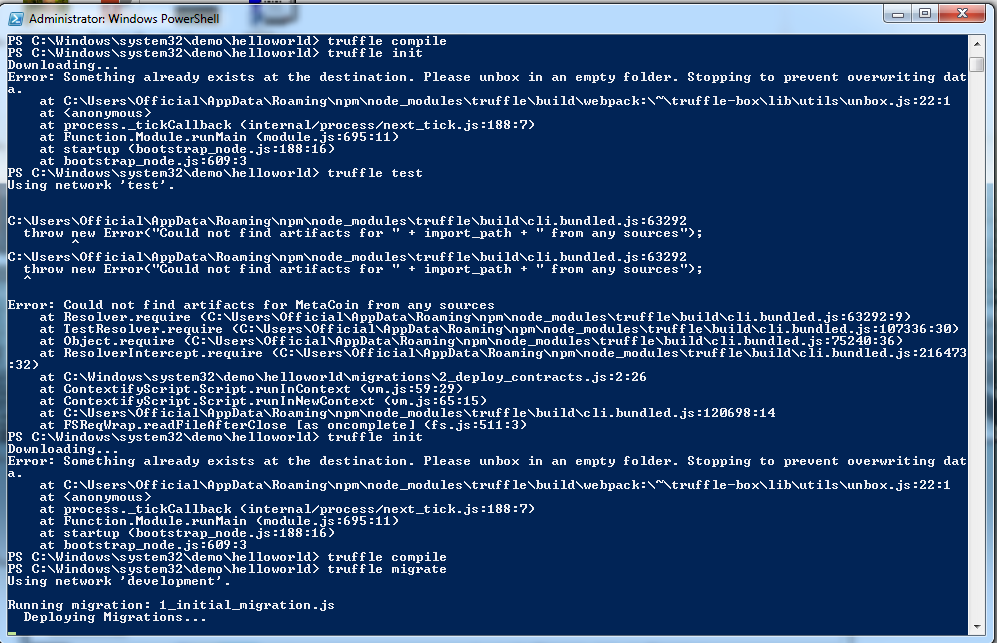 Administrator: Windows PowerShell
PS C:\Windows\system32\demo\helloworld> truffle compile
PS C:\Windows\system32\demo\helloworld> truffle init
Downloading...
Error: Something already exists at the destination. Please unbox in an empty folder. Stopping to prevent overwriting dat
a.
    at C:\Users\Official\AppData\Roaming\npm\node_modules\truffle\build\webpack:\~\truffle-box\lib\utils\unbox.js:22:1
    at <anonymous>
    at process._tickCallback (internal/process/next_tick.js:188:7)
    at Function.Module.runMain (module.js:695:11)
    at startup (bootstrap_node.js:188:16)
    at bootstrap_node.js:609:3
PS C:\Windows\system32\demo\helloworld> truffle test
Using network 'test'.
C:\Users\Official\AppData\Roaming\npm\node_modules\truffle\build\cli.bundled.js:63292
  throw new Error("Could not find artifacts for " + import_path + " from any sources");
        ^
C:\Users\Official\AppData\Roaming\npm\node_modules\truffle\build\cli.bundled.js:63292
  throw new Error("Could not find artifacts for " + import_path + " from any sources");
  ^
Error: Could not find artifacts for MetaCoin from any sources
    at Resolver.require (C:\Users\Official\AppData\Roaming\npm\node_modules\truffle\build\cli.bundled.js:63292:9)
    at TestResolver.require (C:\Users\Official\AppData\Roaming\npm\node_modules\truffle\build\cli.bundled.js:107336:30)
    at Object.require (C:\Users\Official\AppData\Roaming\npm\node_modules\truffle\build\cli.bundled.js:75240:36)
    at ResolverIntercept.require (C:\Users\Official\AppData\Roaming\npm\node_modules\truffle\build\cli.bundled.js:216473
:32)
    at C:\Windows\system32\demo\helloworld\migrations\2_deploy_contracts.js:2:26
    at ContextifyScript.Script.runInContext (vm.js:59:29)
    at ContextifyScript.Script.runInNewContext (vm.js:65:15)
    at C:\Users\Official\AppData\Roaming\npm\node_modules\truffle\build\cli.bundled.js:120698:14
    at FSReqWrap.readFileAfterClose [as oncomplete] (fs.js:511:3)
PS C:\Windows\system32\demo\helloworld> truffle init
Downloading...
Error: Something already exists at the destination. Please unbox in an empty folder. Stopping to prevent overwriting dat
a.
    at C:\Users\Official\AppData\Roaming\npm\node_modules\truffle\build\webpack:\~\truffle-box\lib\utils\unbox.js:22:1
    at <anonymous>
    at process._tickCallback (internal/process/next_tick.js:188:7)
    at Function.Module.runMain (module.js:695:11)
    at startup (bootstrap_node.js:188:16)
    at bootstrap_node.js:609:3
PS C:\Windows\system32\demo\helloworld> truffle compile
PS C:\Windows\system32\demo\helloworld> truffle migrate
Using network 'development'.
Running migration: 1_initial_migration.js
  Deploying Migrations...